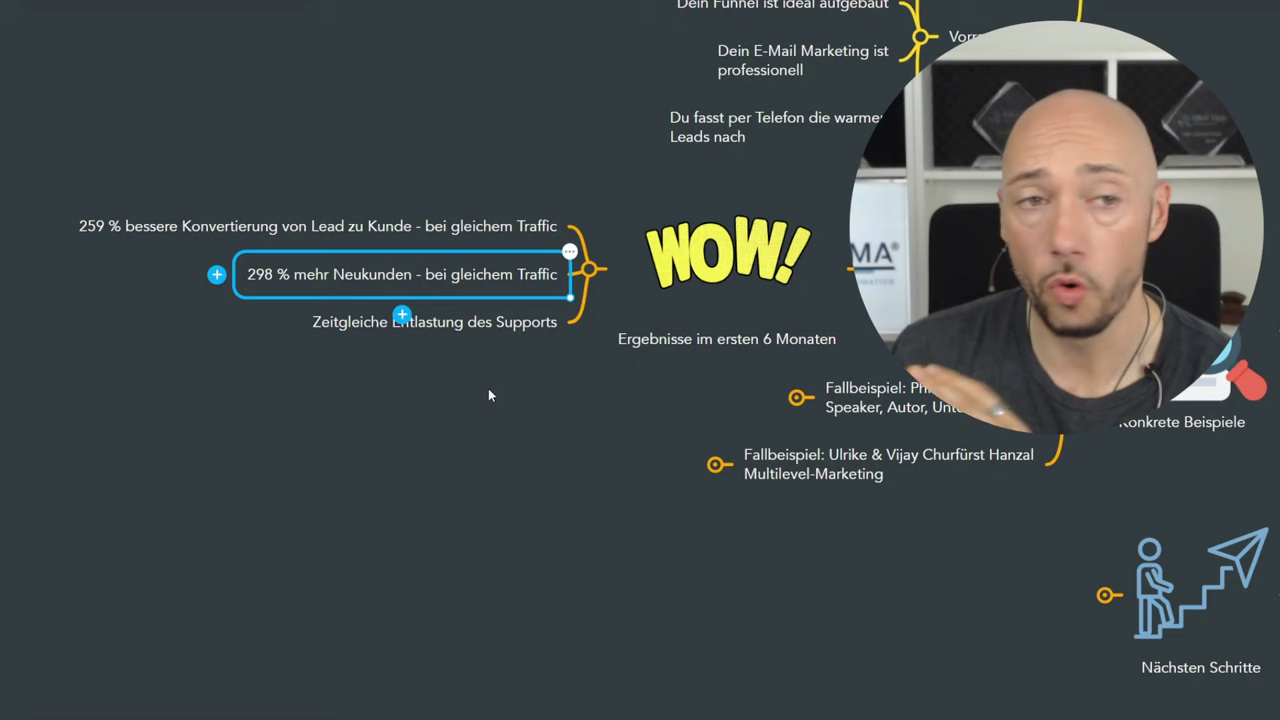 Dein Funnel ist ideal aufgebaut
Dein E-Mail Marketing ist
professionell
Du fasst per Telefon die
Leads nach
259 % bessere Konvertierung von Lead zu Kunde - bei gleichem Traffic
298 % mehr Neukunden - bei gleichem Traffic
Zeitgleiche Entlastung des Supports
WOW!
Ergebnisse im ersten 6 Monaten
Fallbeispiel:
Speaker, Autor,
Konkrete Beispiele
Fallbeispiel: Ulrike & Vijay Churfürst Hanzal
Multilevel-Marketing
Nächsten Schritte